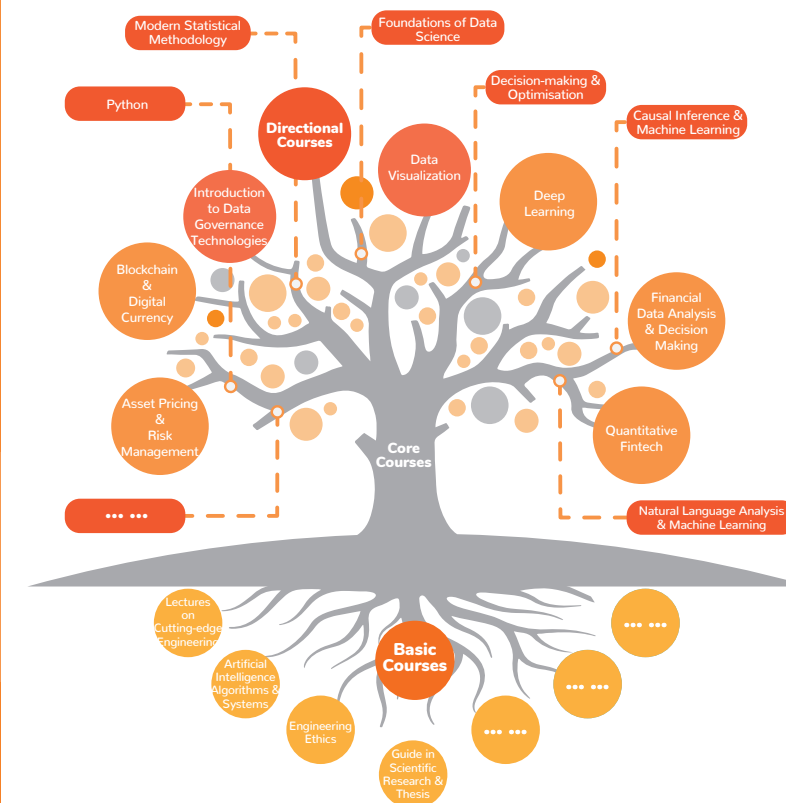 Modern Statistical
Methodology
Foundations of Data
Science
Python
Directional
Courses
Decision-making &
Optimisation
Causal Inference &
Machine Learning
Data
Visualization
Introduction
to Data
Governance
Technologies
Deep
Learning
Blockchain
&
Digital
Currency
Financial
Data Analysis
& Decision
Making
Asset Pricing
&
Risk
Management
Quantitative
Fintech
Core
Courses
... ...
Natural Language Analysis
& Machine Learning
Lectures
on
Cutting-edge
Engineering
... ...
Basic
Courses
Artificial
Intelligence
Algorithms &
Systems
... ...
Engineering
Ethics
... ...
Guide in
Scientific
Research &
Thesis